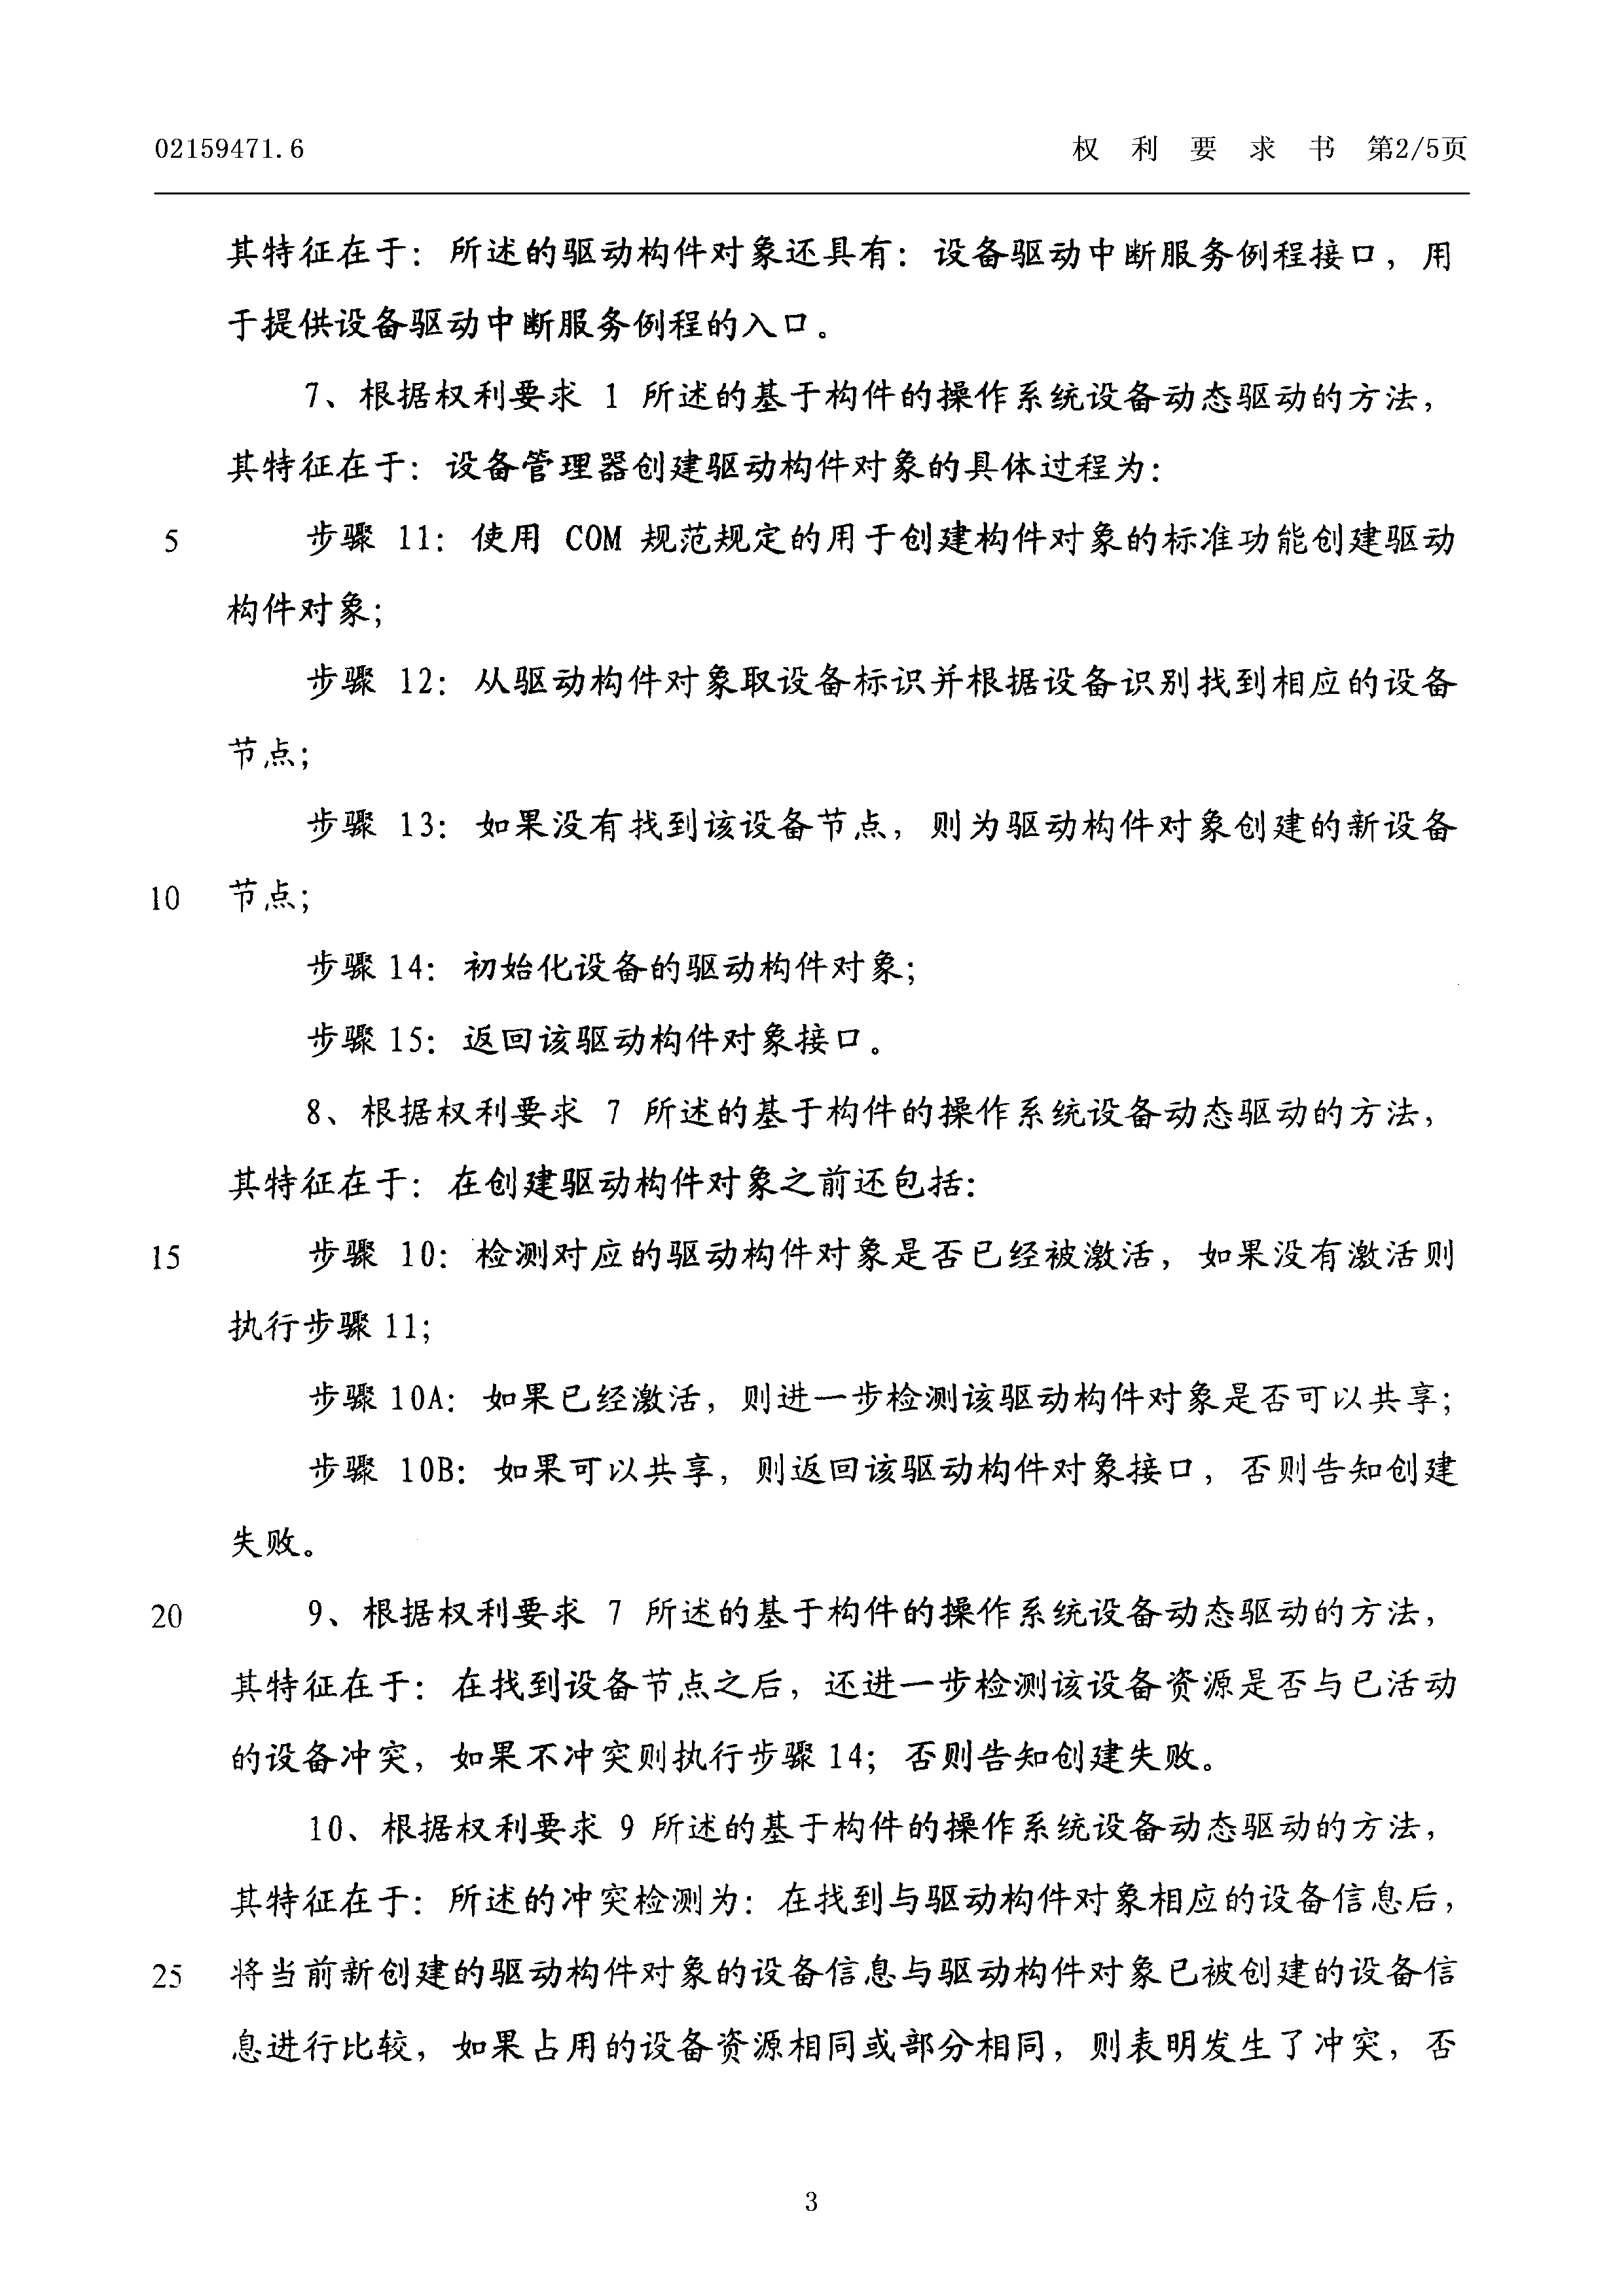 02159471.6 权 利 要 求 书 第2/5页
其特征在于：所述的驱动构件对象还具有：设备驱动中断服务例程接口，用
于提供设备驱动中断服务例程的入口。
7、根据权利要求 1 所述的基于构件的操作系统设备动态驱动的方法，
其特征在于：设备管理器创建驱动构件对象的具体过程为：
5 步骤 11：使用 COM 规范规定的用于创建构件对象的标准功能创建驱动
构件对象；
步骤 12：从驱动构件对象取设备标识并根据设备识别找到相应的设备
节点；
步骤 13：如果没有找到该设备节点，则为驱动构件对象创建的新设备
10 节点；
步骤 14：初始化设备的驱动构件对象；
步骤 15：返回该驱动构件对象接口。
8、根据权利要求 7 所述的基于构件的操作系统设备动态驱动的方法，
其特征在于：在创建驱动构件对象之前还包括：
15 步骤 10：检测对应的驱动构件对象是否已经被激活，如果没有激活则
执行步骤 11；
步骤 10A：如果已经激活，则进一步检测该驱动构件对象是否可以共享；
步骤 10B：如果可以共享，则返回该驱动构件对象接口，否则告知创建
失败。
20 9、根据权利要求 7 所述的基于构件的操作系统设备动态驱动的方法，
其特征在于：在找到设备节点之后，还进一步检测该设备资源是否与已活动
的设备冲突，如果不冲突则执行步骤 14；否则告知创建失败。
10、根据权利要求 9 所述的基于构件的操作系统设备动态驱动的方法，
其特征在于：所述的冲突检测为：在找到与驱动构件对象相应的设备信息后，
25 将当前新创建的驱动构件对象的设备信息与驱动构件对象已被创建的设备信
息进行比较，如果占用的设备资源相同或部分相同，则表明发生了冲突，否
3